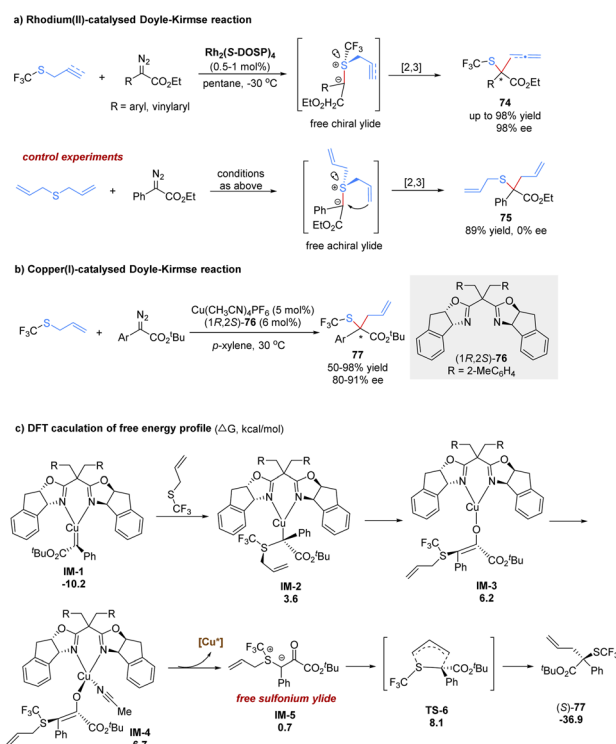 a) Rhodium(II)-catalysed Doyle-Kirmse reaction
F3C
S
+
N2
R
CO2Et
R = aryl, vinylaryl
Rh2(S-DOSP)4
(0.5-1 mol%)
pentane, -30 ºC
CF3
S
⊕
⊖
R
EtO2H2C
free chiral ylide
[2,3]
F3C
S
R
*
CO2Et
74
up to 98% yield
98% ee
control experiments
S
+
N2
Ph
CO2Et
conditions
as above
S
⊕
⊖
Ph
EtO2C
free achiral ylide
[2,3]
S
Ph
CO2Et
75
89% yield, 0% ee
b) Copper(I)-catalysed Doyle-Kirmse reaction
F3C
S
+
N2
Ar
CO2tBu
Cu(CH3CN)4PF6 (5 mol%)
(1R,2S)-76 (6 mol%)
p-xylene, 30 ºC
F3C
S
Ar
*
CO2tBu
77
50-98% yield
80-91% ee
R R
O O
N N
(1R,2S)-76
R = 2-MeC6H4
c) DFT caculation of free energy profile (△G, kcal/mol)
R R
O O
N N
Cu
tBuO2C
Ph
IM-1
-10.2
S
CF3
R R
O O
N N
Cu
F3C
Ph
S
CO2tBu
IM-2
3.6
R R
O O
N N
Cu
O
F3C
S
Ph
CO2tBu
IM-3
6.2
R R
O O
N N
Cu
N
Me
O
F3C
S
Ph
CO2tBu
IM-4
[Cu*]
F3C
⊕
S
⊖
O
Ph
CO2tBu
free sulfonium ylide
IM-5
0.7
S
F3C
Ph
CO2tBu
TS-6
8.1
SCF3
tBuO2C
Ph
(S)-77
-36.9